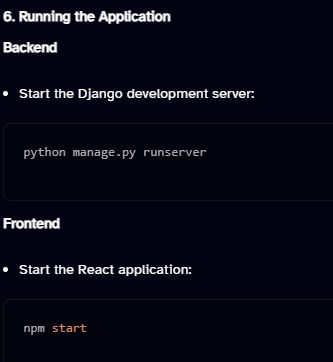 6. Running the Application
Backend
• Start the Django development server:
python manage.py runserver
Frontend
• Start the React application:
npm start